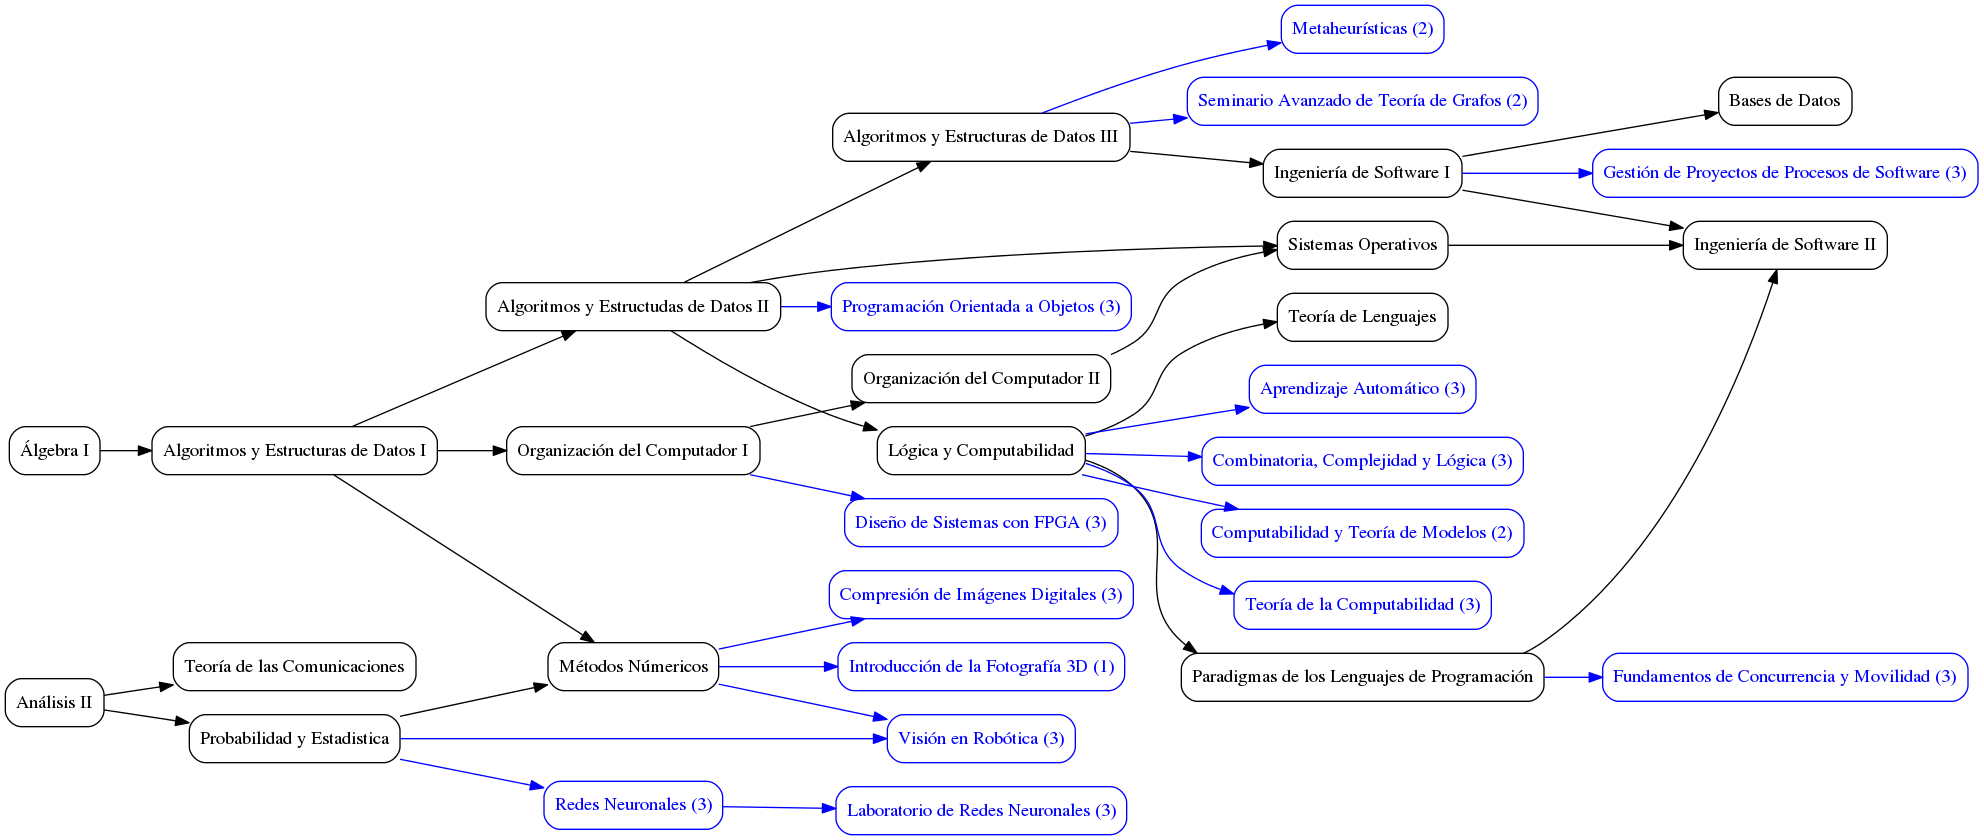 Metaheurísticas (2)
Seminario Avanzado de Teoría de Grafos (2)
Bases de Datos
Algoritmos y Estructuras de Datos III
Ingeniería de Software I
Gestión de Proyectos de Procesos de Software (3)
Sistemas Operativos
Ingeniería de Software II
Algoritmos y Estructudas de Datos II
Programación Orientada a Objetos (3)
Teoría de Lenguajes
Organización del Computador II
Aprendizaje Automático (3)
Álgebra I
Algoritmos y Estructuras de Datos I
Organización del Computador I
Lógica y Computabilidad
Combinatoria, Complejidad y Lógica (3)
Diseño de Sistemas con FPGA (3)
Computabilidad y Teoría de Modelos (2)
Compresión de Imágenes Digitales (3)
Teoría de la Computabilidad (3)
Teoría de las Comunicaciones
Métodos Númericos
Introducción de la Fotografía 3D (1)
Paradigmas de los Lenguajes de Programación
Fundamentos de Concurrencia y Movilidad (3)
Análisis II
Probabilidad y Estadistica
Visión en Robótica (3)
Redes Neuronales (3)
Laboratorio de Redes Neuronales (3)